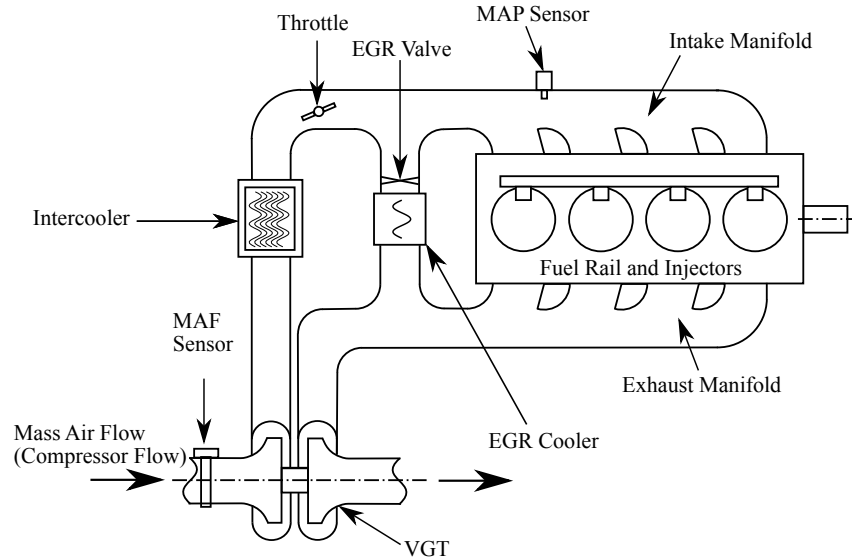 Throttle
EGR Valve
MAP Sensor
Intake Manifold
Intercooler
Fuel Rail and Injectors
MAF
Sensor
Exhaust Manifold
Mass Air Flow
(Compressor Flow)
EGR Cooler
VGT